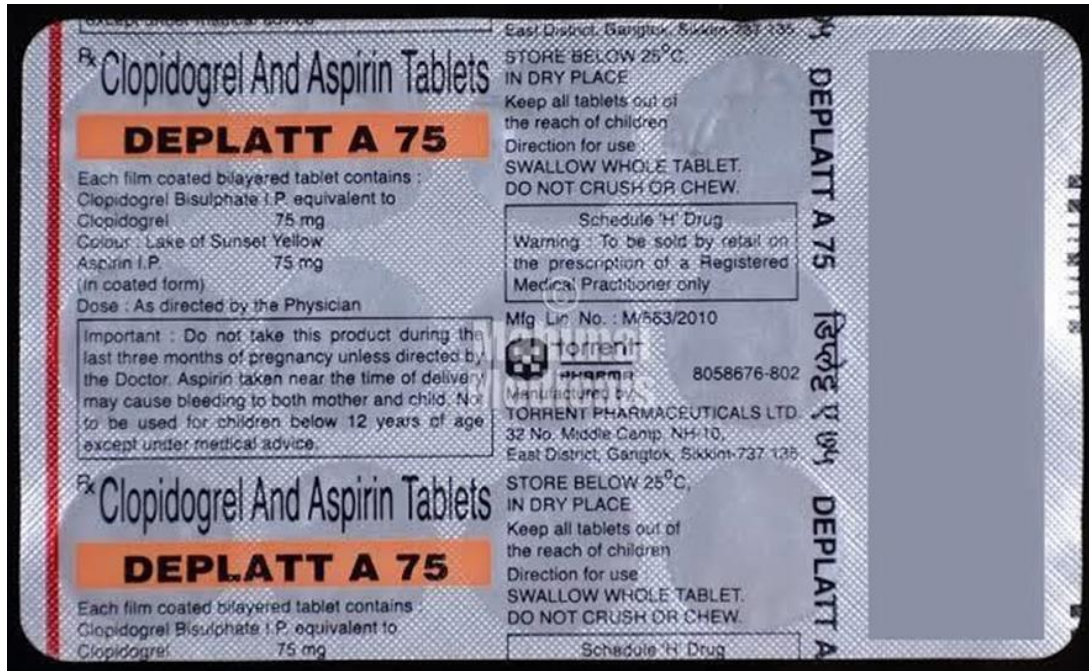 except under medical advice.
Rx Clopidogrel And Aspirin Tablets
DEPLATT A 75
Each film coated bilayered tablet contains :
Clopidogrel Bisulphate I.P. equivalent to
Clopidogrel 75 mg
Colour : Lake of Sunset Yellow
Aspirin I.P. 75 mg
(in coated form)
Dose : As directed by the Physician
Important : Do not take this product during the
last three months of pregnancy unless directed by
the Doctor. Aspirin taken near the time of delivery
may cause bleeding to both mother and child. Not
to be used for children below 12 years of age
except under medical advice.
Rx Clopidogrel And Aspirin Tablets
DEPLATT A 75
Each film coated bilayered tablet contains :
Clopidogrel Bisulphate I.P. equivalent to
Clopidogrel 75 mg
East District, Gangtok, Sikkim-737 135
STORE BELOW 25°C,
IN DRY PLACE
Keep all tablets out of
the reach of children
Direction for use :
SWALLOW WHOLE TABLET.
DO NOT CRUSH OR CHEW.
Schedule 'H' Drug
Warning : To be sold by retail on
the prescription of a Registered
Medical Practitioner only
Mfg. Lic. No. : M/563/2010
torrent
PHARMA
8058676-802
Manufactured by :
TORRENT PHARMACEUTICALS LTD.
32 No. Middle Camp, NH-10,
East District, Gangtok, Sikkim-737 135.
STORE BELOW 25°C,
IN DRY PLACE
Keep all tablets out of
the reach of children
Direction for use :
SWALLOW WHOLE TABLET.
DO NOT CRUSH OR CHEW.
Schedule 'H' Drug
DEPLATT A 75 डिप्लेट ए ७५ DEPLATT A